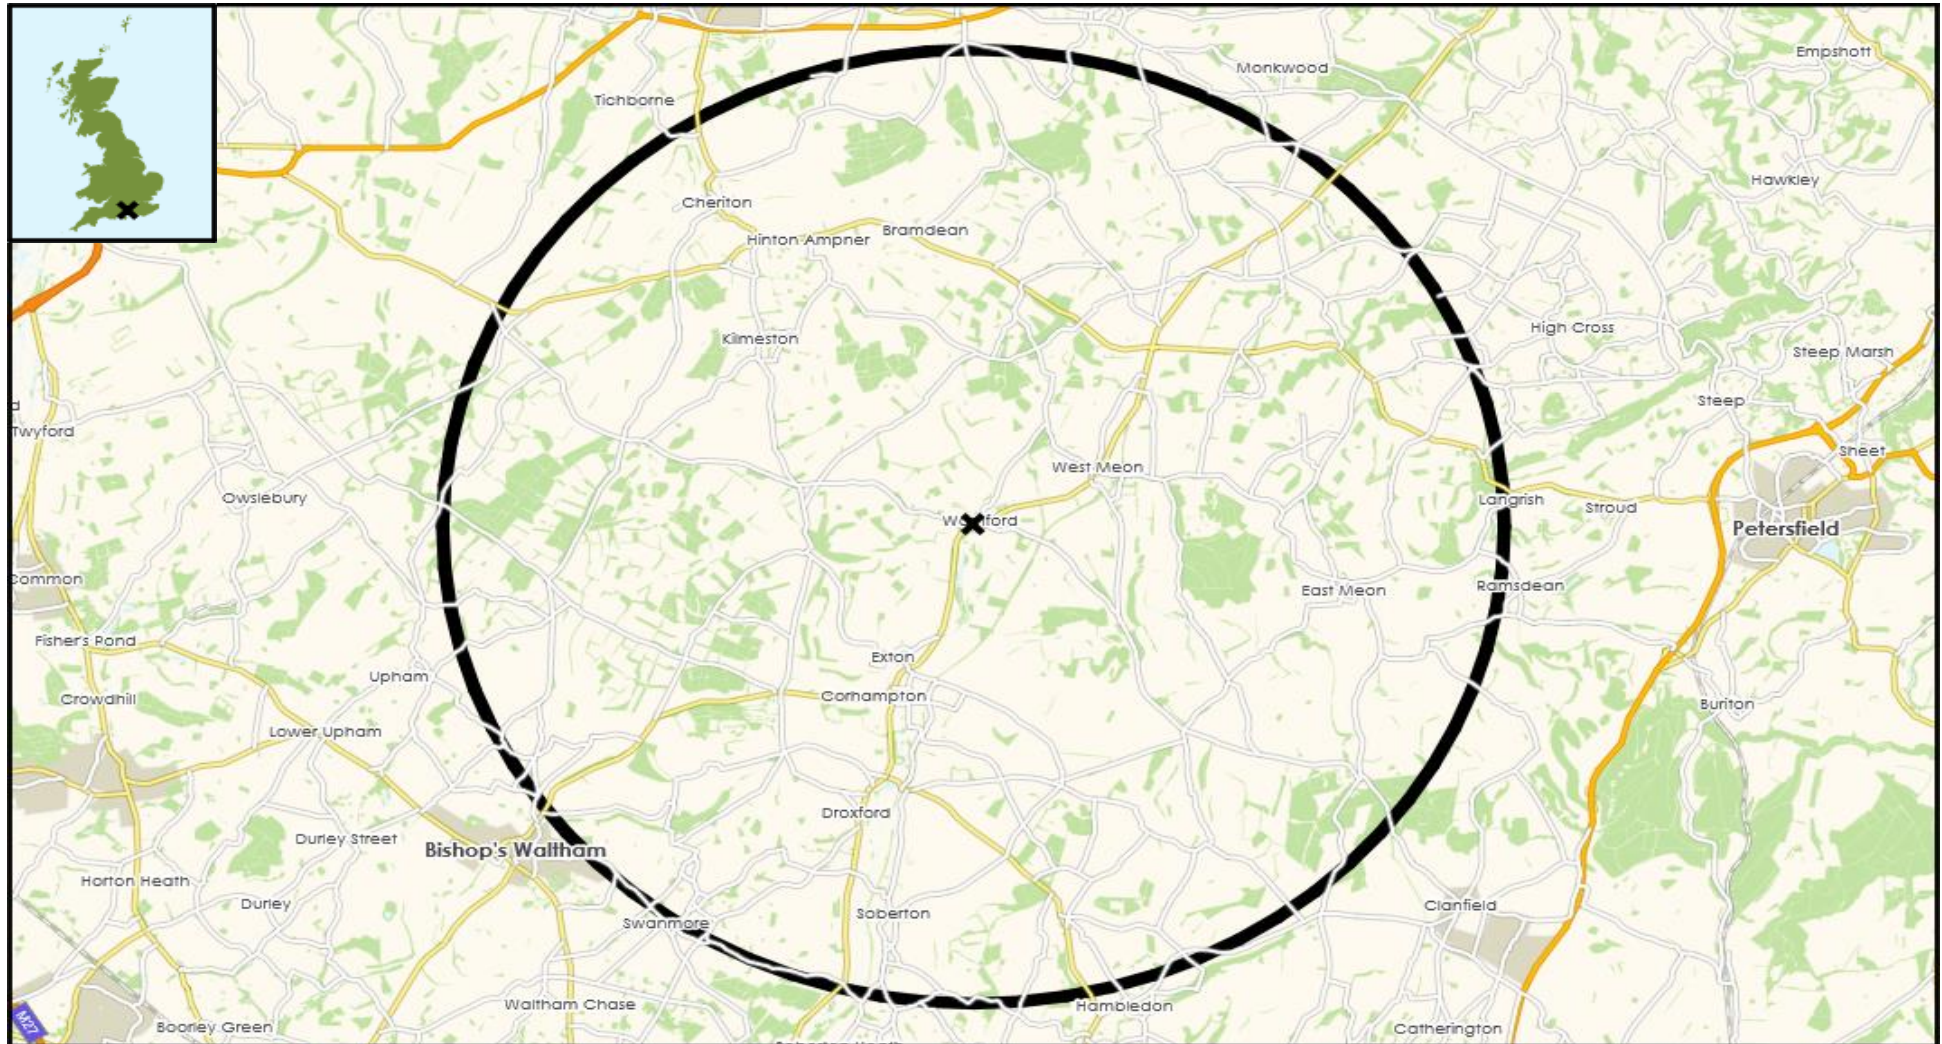 Empshott
Monkwood
Tichborne
Hawkley
Cheriton
Bramdean
Hinton Ampner
High Cross
Kilmeston
Steep Marsh
Steep
Twyford
Sheet
West Meon
Owslebury
Langrish
Stroud
Petersfield
Common
East Meon
Ramsdean
Fisher's Pond
Exton
Upham
Corhampton
Crowdhill
Buriton
Lower Upham
Droxford
Durley Street
Bishop's Waltham
Horton Heath
Durley
Clanfield
Soberton
Swanmore
Waltham Chase
Hambledon
M27
Boorley Green
Catherington